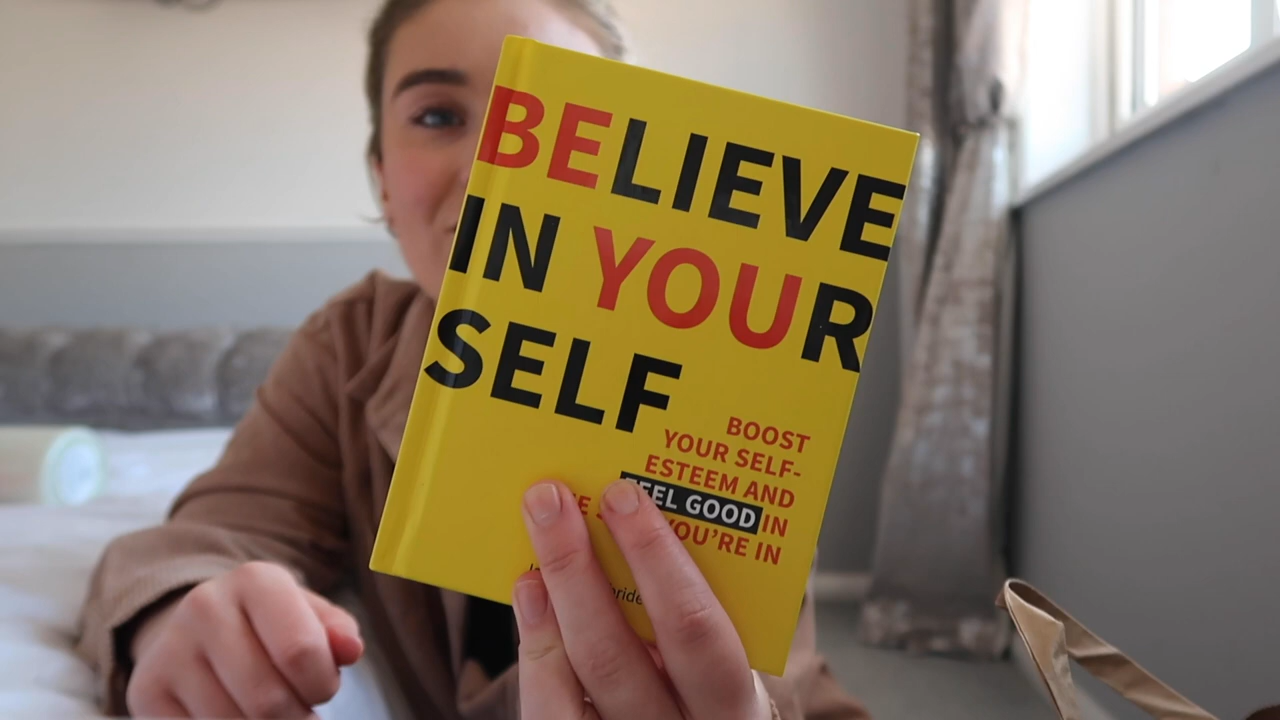 BELIEVE
IN YOUR
SELF
BOOST
YOUR SELF-
ESTEEM AND
FEEL GOOD IN
YOU'RE IN